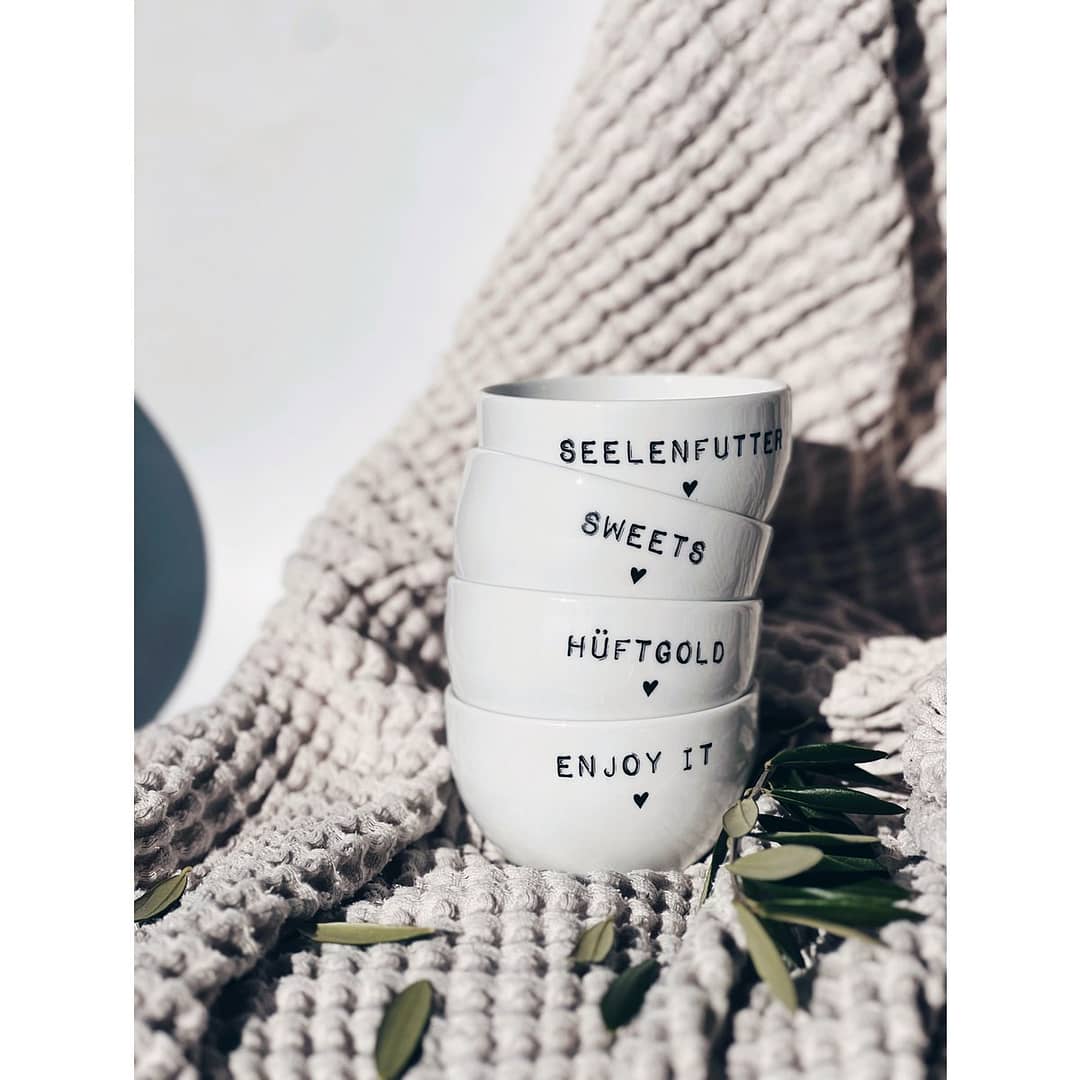 SEELENFUTTER
♥
SWEETS
♥
HÜFTGOLD
♥
ENJOY IT
♥